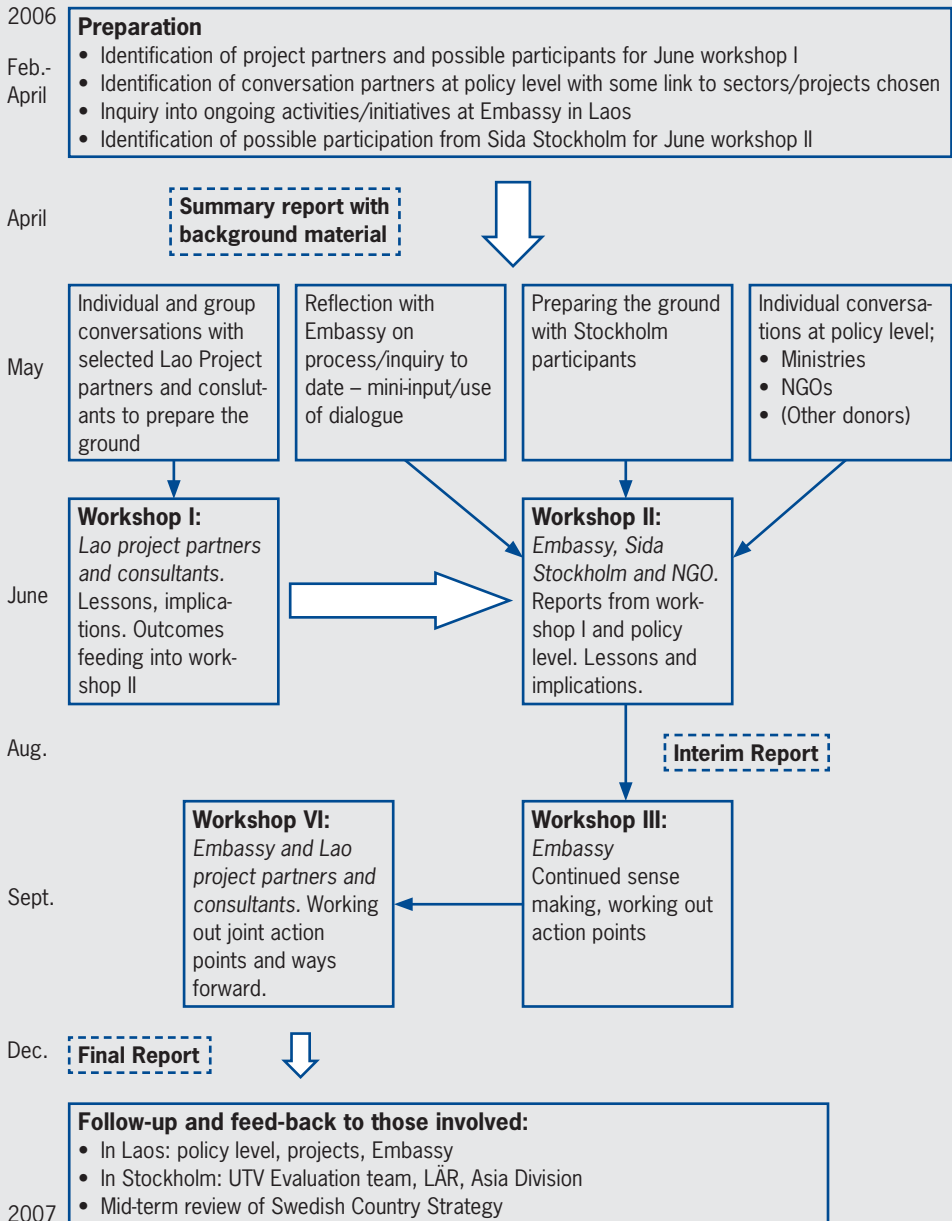 2006
Preparation
• Identification of project partners and possible participants for June workshop I
Feb.-
April
• Identification of conversation partners at policy level with some link to sectors/projects chosen
• Inquiry into ongoing activities/initiatives at Embassy in Laos
• Identification of possible participation from Sida Stockholm for June workshop II
April
Summary report with
background material
May
Individual and group
conversations with
selected Lao Project
partners and conslut-
ants to prepare the
ground
Reflection with
Embassy on
process/inquiry to
date – mini-input/use
of dialogue
Preparing the ground
with Stockholm
participants
Individual conversa-
tions at policy level;
• Ministries
• NGOs
• (Other donors)
June
Workshop I:
Lao project partners
and consultants.
Lessons, implica-
tions. Outcomes
feeding into work-
shop II
Workshop II:
Embassy, Sida
Stockholm and NGO.
Reports from work-
shop I and policy
level. Lessons and
implications.
Aug.
Interim Report
Sept.
Workshop VI:
Embassy and Lao
project partners and
consultants. Working
out joint action
points and ways
forward.
Workshop III:
Embassy
Continued sense
making, working out
action points
Dec.
Final Report
Follow-up and feed-back to those involved:
• In Laos: policy level, projects, Embassy
• In Stockholm: UTV Evaluation team, LÄR, Asia Division
• Mid-term review of Swedish Country Strategy
2007